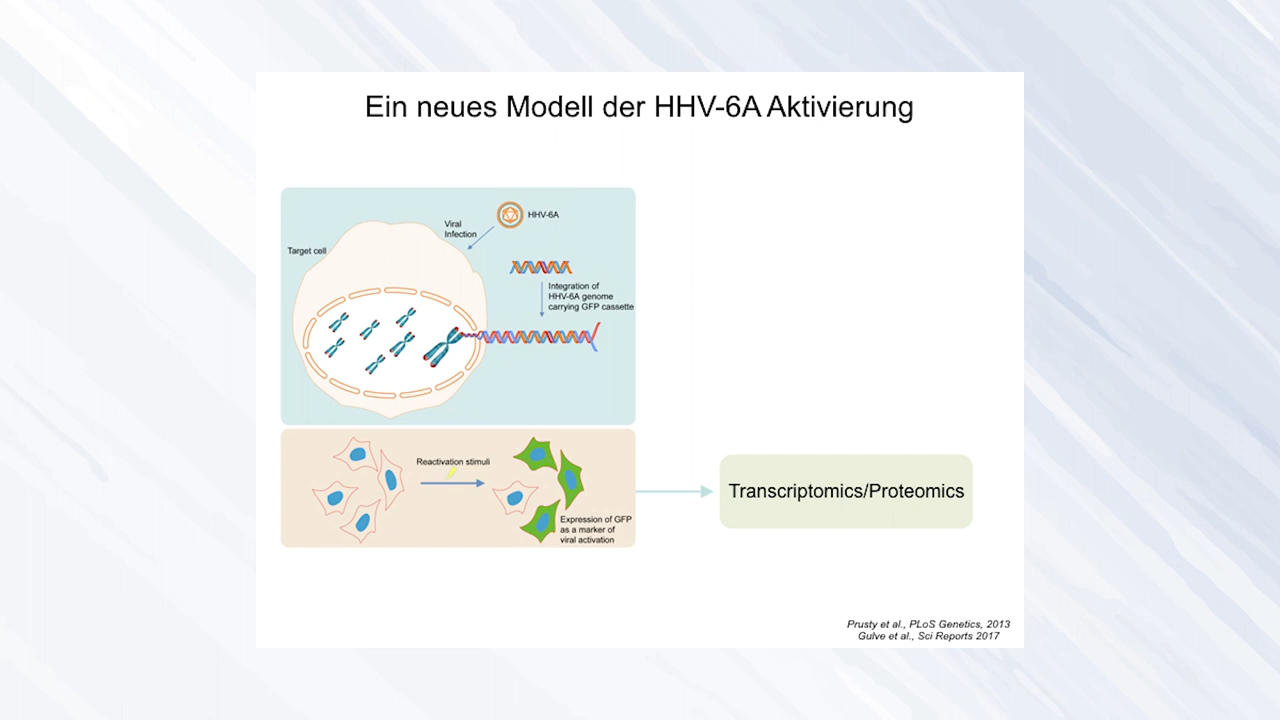 Ein neues Modell der HHV-6A Aktivierung
HHV-6A
Viral
Infection
Target cell
Integration of
HHV-6A genome
carrying GFP cassette
Reactivation stimuli
Expression of GFP
as a marker of
viral activation
Transcriptomics/Proteomics
Prusty et al., PLoS Genetics, 2013
Gulve et al., Sci Reports 2017